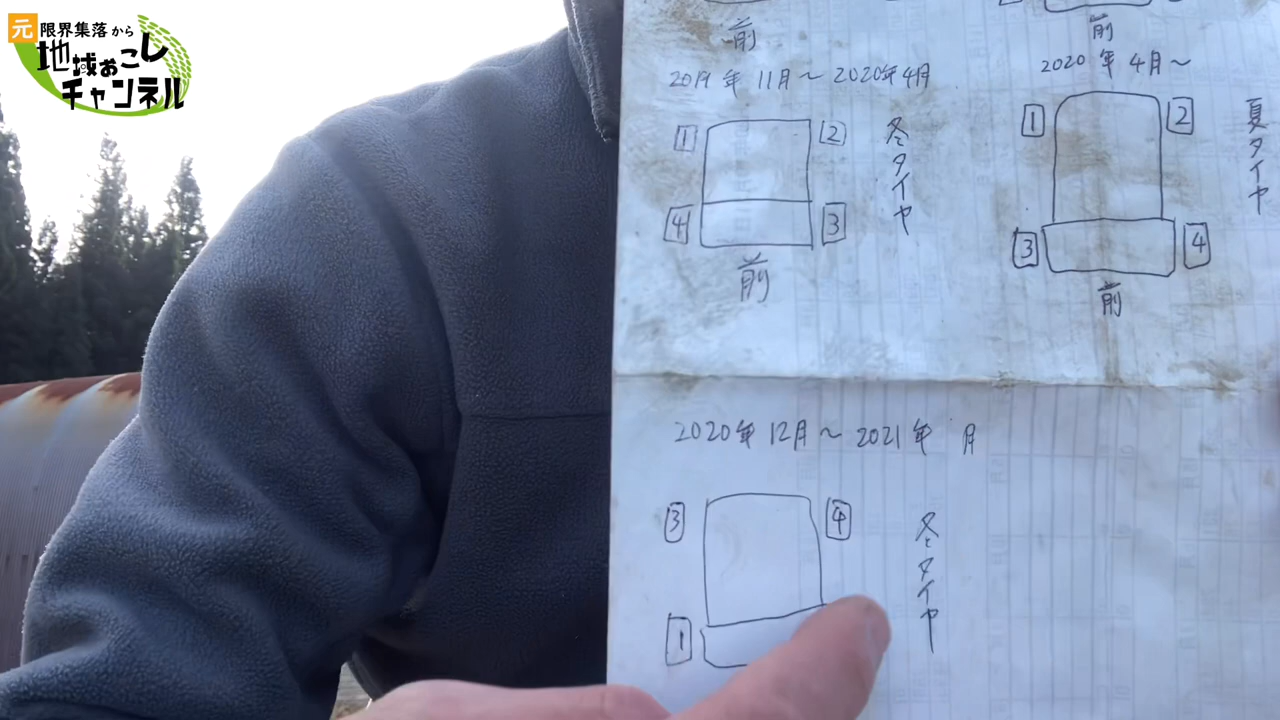 元 限界集落から
地域おこし
チャンネル
前
前
2019年 11月〜2020年4月
2020年 4月〜
1 2
4 3
前
冬タイヤ
1 2
3 4
前
夏タイヤ
2020年 12月〜2021年 月
3 4
1
冬タイヤ